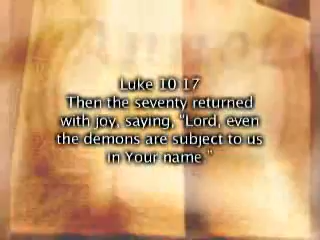 Luke 10:17
Then the seventy returned
with joy, saying, "Lord, even
the demons are subject to us
in Your name."